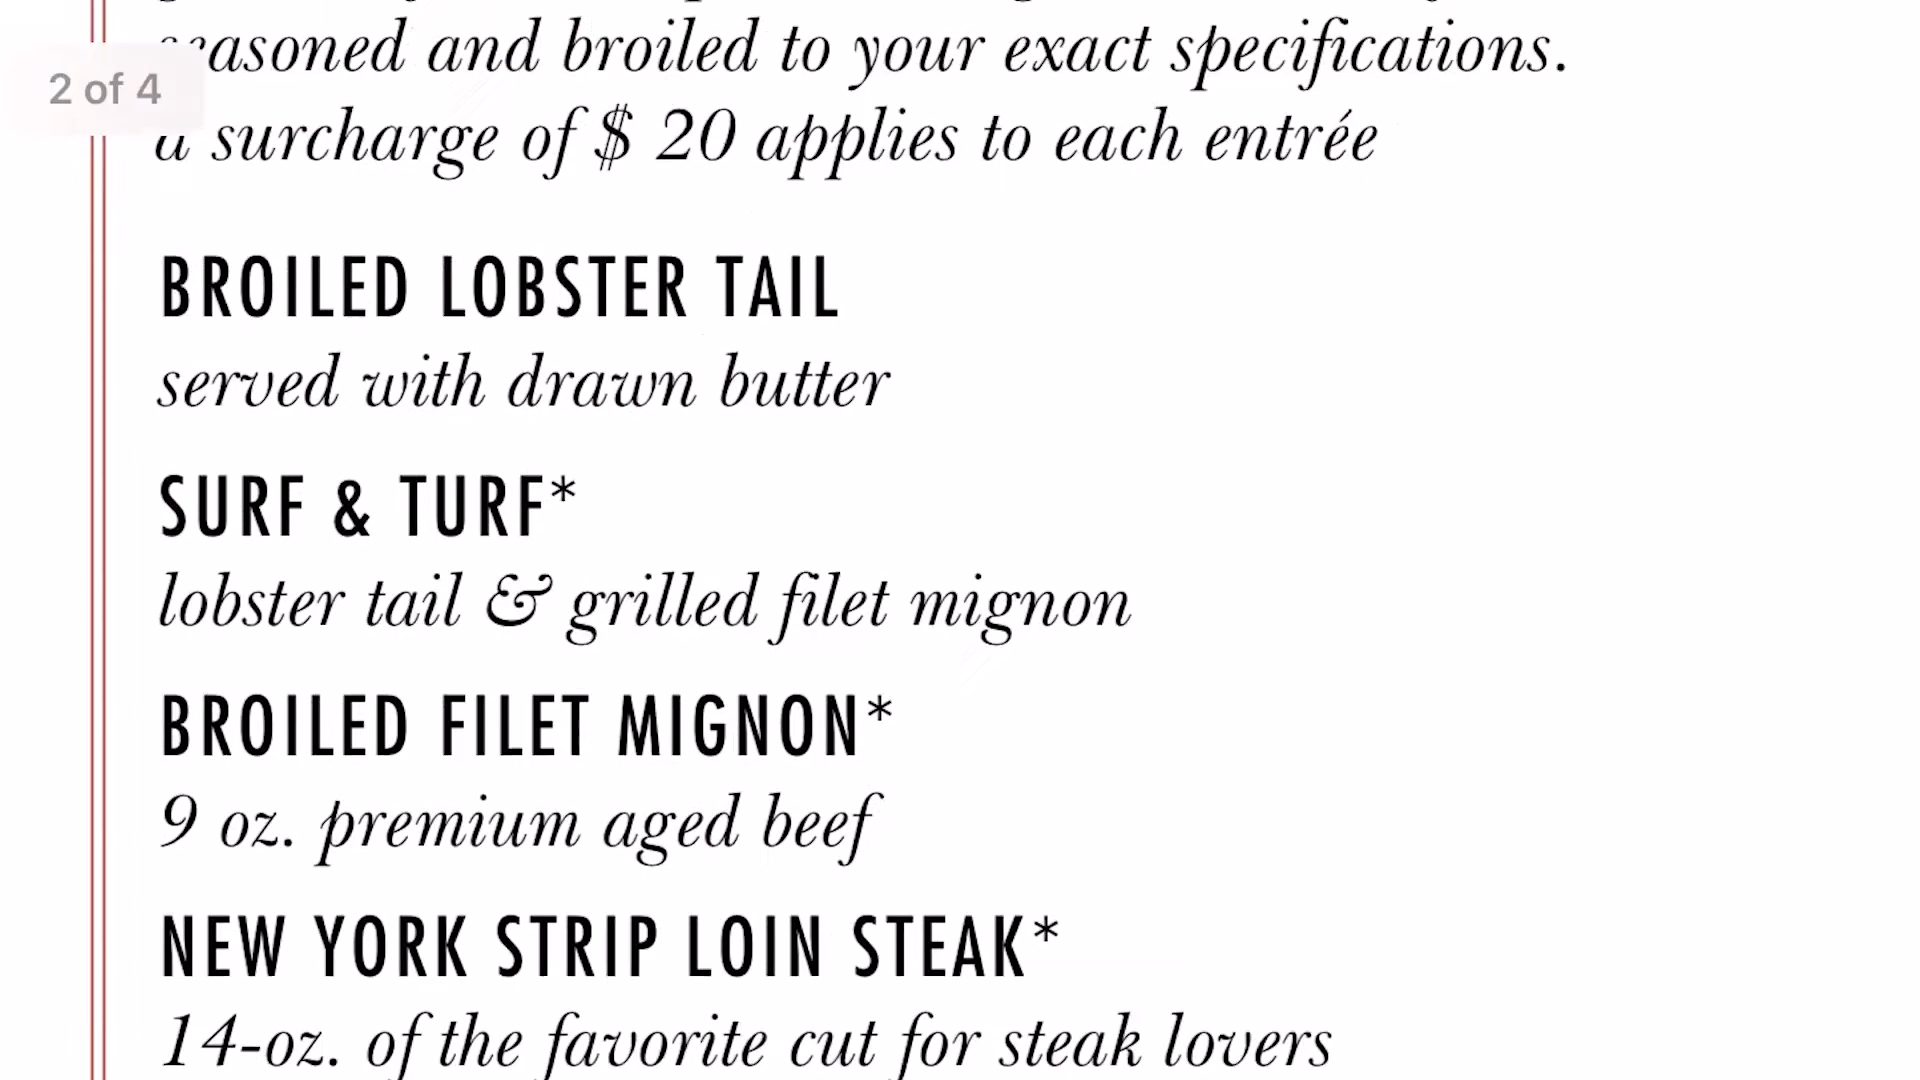 seasoned and broiled to your exact specifications.
2 of 4
a surcharge of $ 20 applies to each entrée
BROILED LOBSTER TAIL
served with drawn butter
SURF & TURF*
lobster tail & grilled filet mignon
BROILED FILET MIGNON*
9 oz. premium aged beef
NEW YORK STRIP LOIN STEAK*
14-oz. of the favorite cut for steak lovers